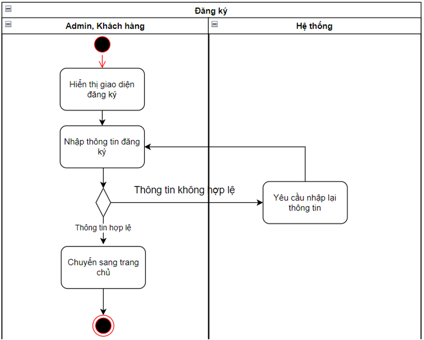 Đăng ký
Admin, Khách hàng
Hệ thống
Hiển thị giao diện
đăng ký
Nhập thông tin đăng
ký
Thông tin không hợp lệ
Yêu cầu nhập lại
thông tin
Thông tin hợp lệ
Chuyển sang trang
chủ